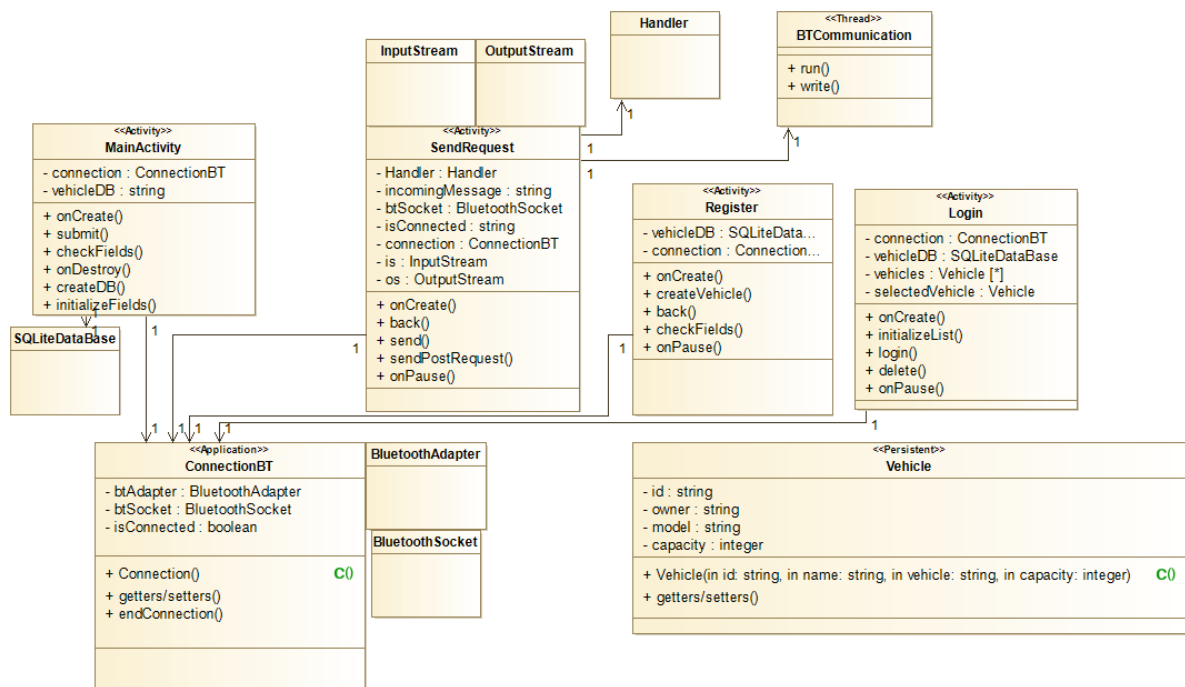 Handler
<<Thread>>
BTCommunication
+ run()
+ write()
InputStream
OutputStream
1
1
<<Activity>>
MainActivity
- connection : ConnectionBT
- vehicleDB : string
+ onCreate()
+ submit()
+ checkFields()
+ onDestroy()
+ createDB()
+ initializeFields()
<<Activity>>
SendRequest
- Handler : Handler
- incomingMessage : string
- btSocket : BluetoothSocket
- isConnected : string
- connection : ConnectionBT
- is : InputStream
- os : OutputStream
+ onCreate()
+ back()
+ send()
+ sendPostRequest()
+ onPause()
1
1
<<Activity>>
Register
- vehicleDB : SQLiteData...
- connection : Connection...
+ onCreate()
+ createVehicle()
+ back()
+ checkFields()
+ onPause()
<<Activity>>
Login
- connection : ConnectionBT
- vehicleDB : SQLiteDataBase
- vehicles : Vehicle [*]
- selectedVehicle : Vehicle
+ onCreate()
+ initializeList()
+ login()
+ delete()
+ onPause()
1
1
1
SQLiteDataBase
1
1
1
1
1
1
1
<<Application>>
ConnectionBT
- btAdapter : BluetoothAdapter
- btSocket : BluetoothSocket
- isConnected : boolean
+ Connection() C()
+ getters/setters()
+ endConnection()
BluetoothAdapter
BluetoothSocket
<<Persistent>>
Vehicle
- id : string
- owner : string
- model : string
- capacity : integer
+ Vehicle(in id: string, in name: string, in vehicle: string, in capacity: integer) C()
+ getters/setters()